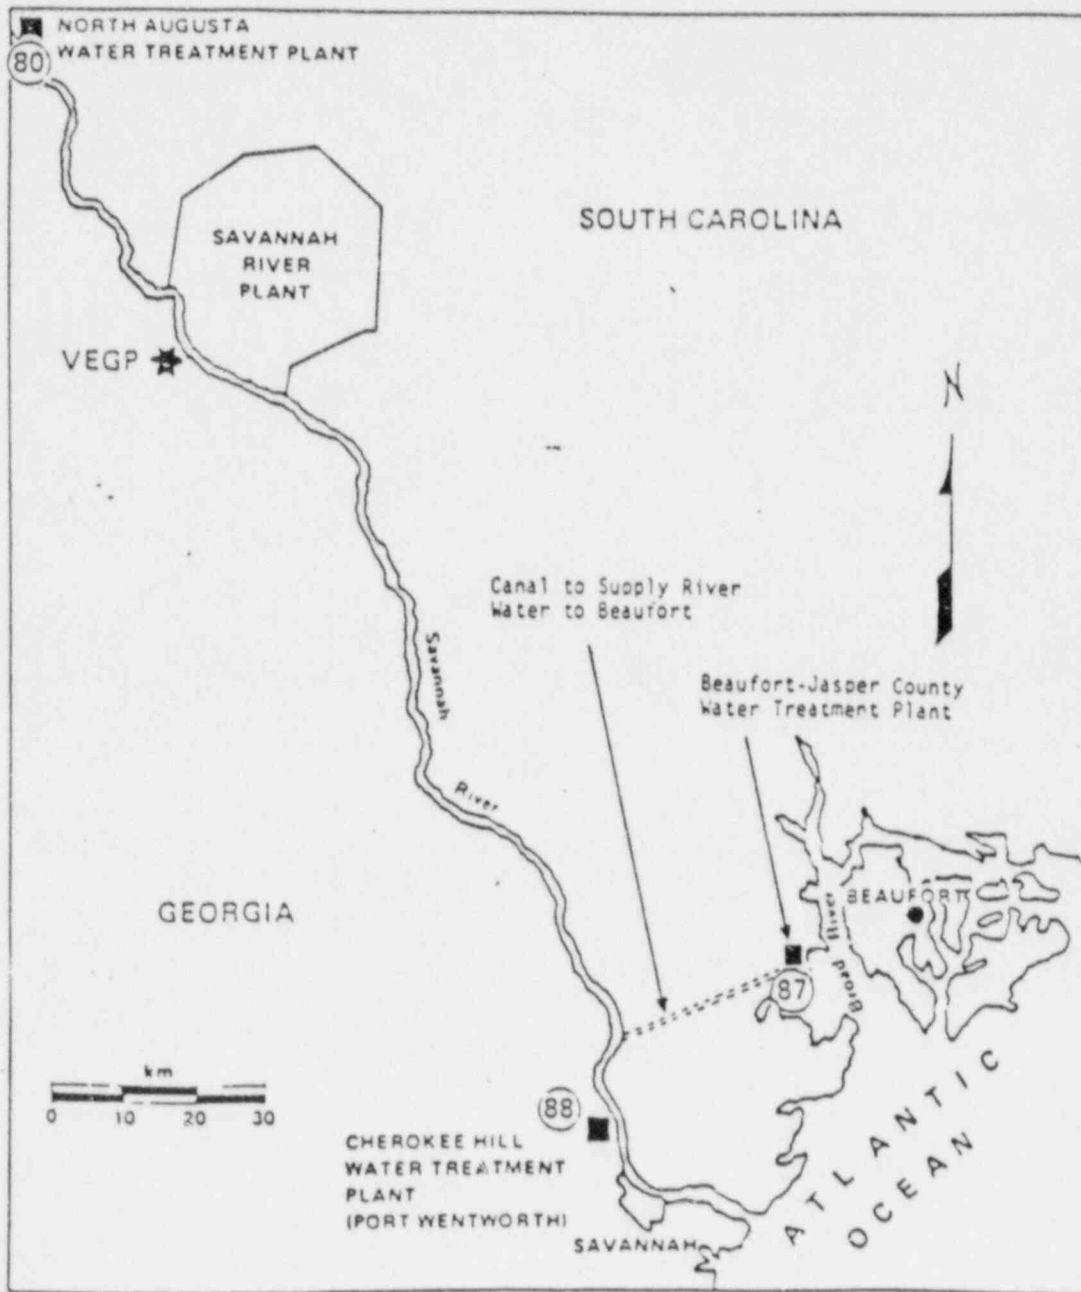 NORTH AUGUSTA
WATER TREATMENT PLANT
80
SAVANNAH
RIVER
PLANT
SOUTH CAROLINA
VEGP
N
Canal to Supply River
Water to Beaufort
Savannah
River
Beaufort-Jasper County
Water Treatment Plant
GEORGIA
BEAUFORT
Broad River
87
km
0 10 20 30
88
CHEROKEE HILL
WATER TREATMENT
PLANT
(PORT WENTWORTH)
SAVANNAH
ATLANTIC
OCEAN